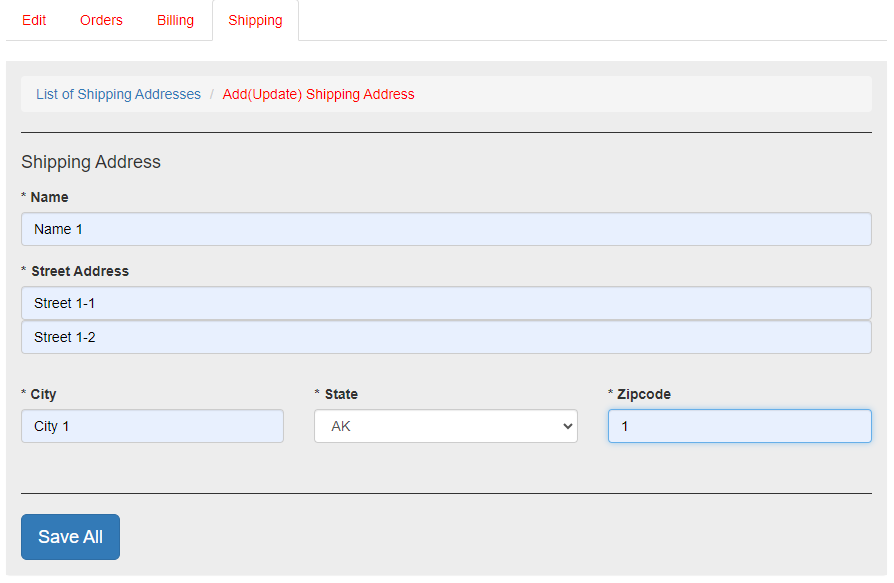 Edit Orders Billing Shipping
List of Shipping Addresses / Add(Update) Shipping Address
Shipping Address
* Name
Name 1
* Street Address
Street 1-1
Street 1-2
* City * State * Zipcode
City 1 AK 1
Save All